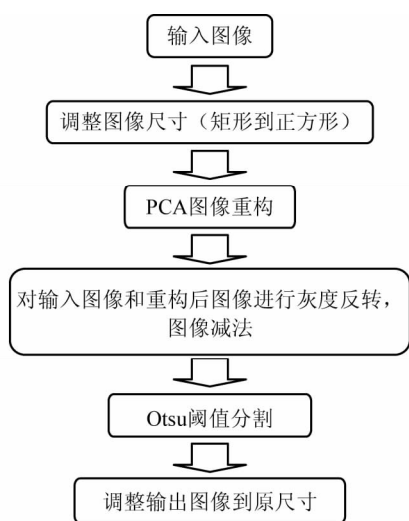 输入图像
调整图像尺寸（矩形到正方形）
PCA图像重构
对输入图像和重构后图像进行灰度反转，
图像减法
Otsu阈值分割
调整输出图像到原尺寸